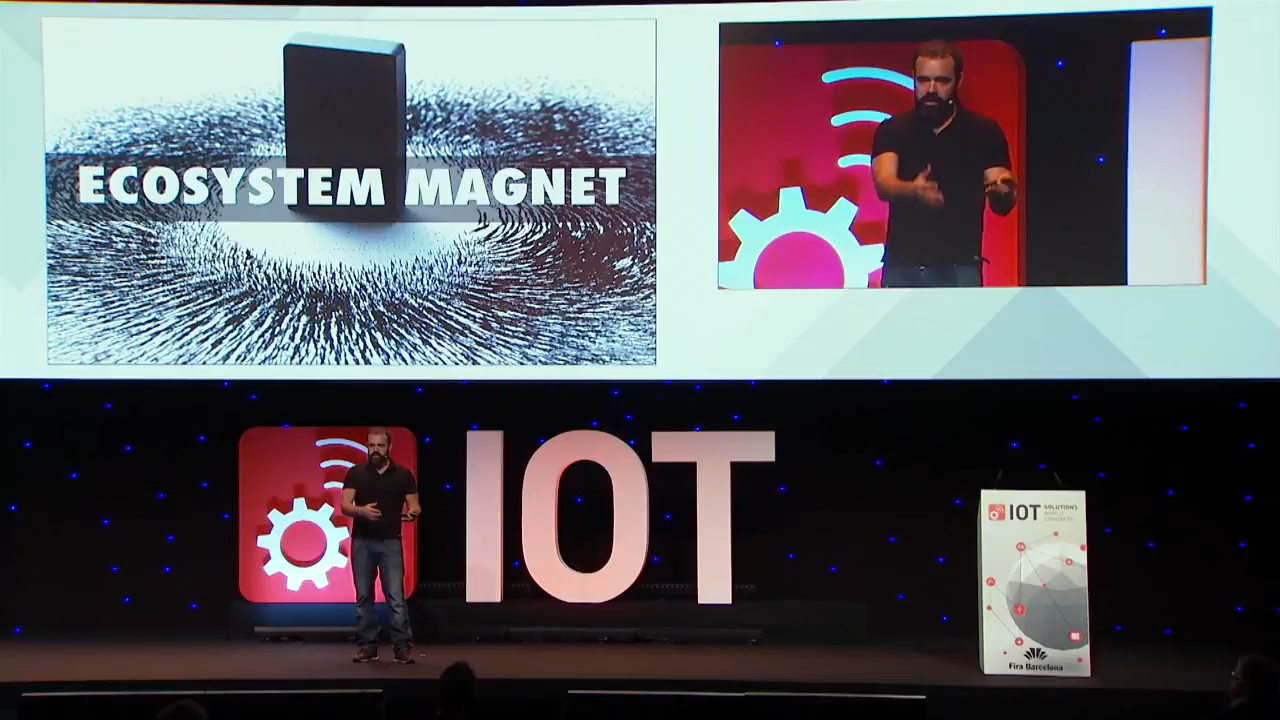 ECOSYSTEM MAGNET
IOT
IOT SOLUTIONS
WORLD
CONGRESS
Fira Barcelona